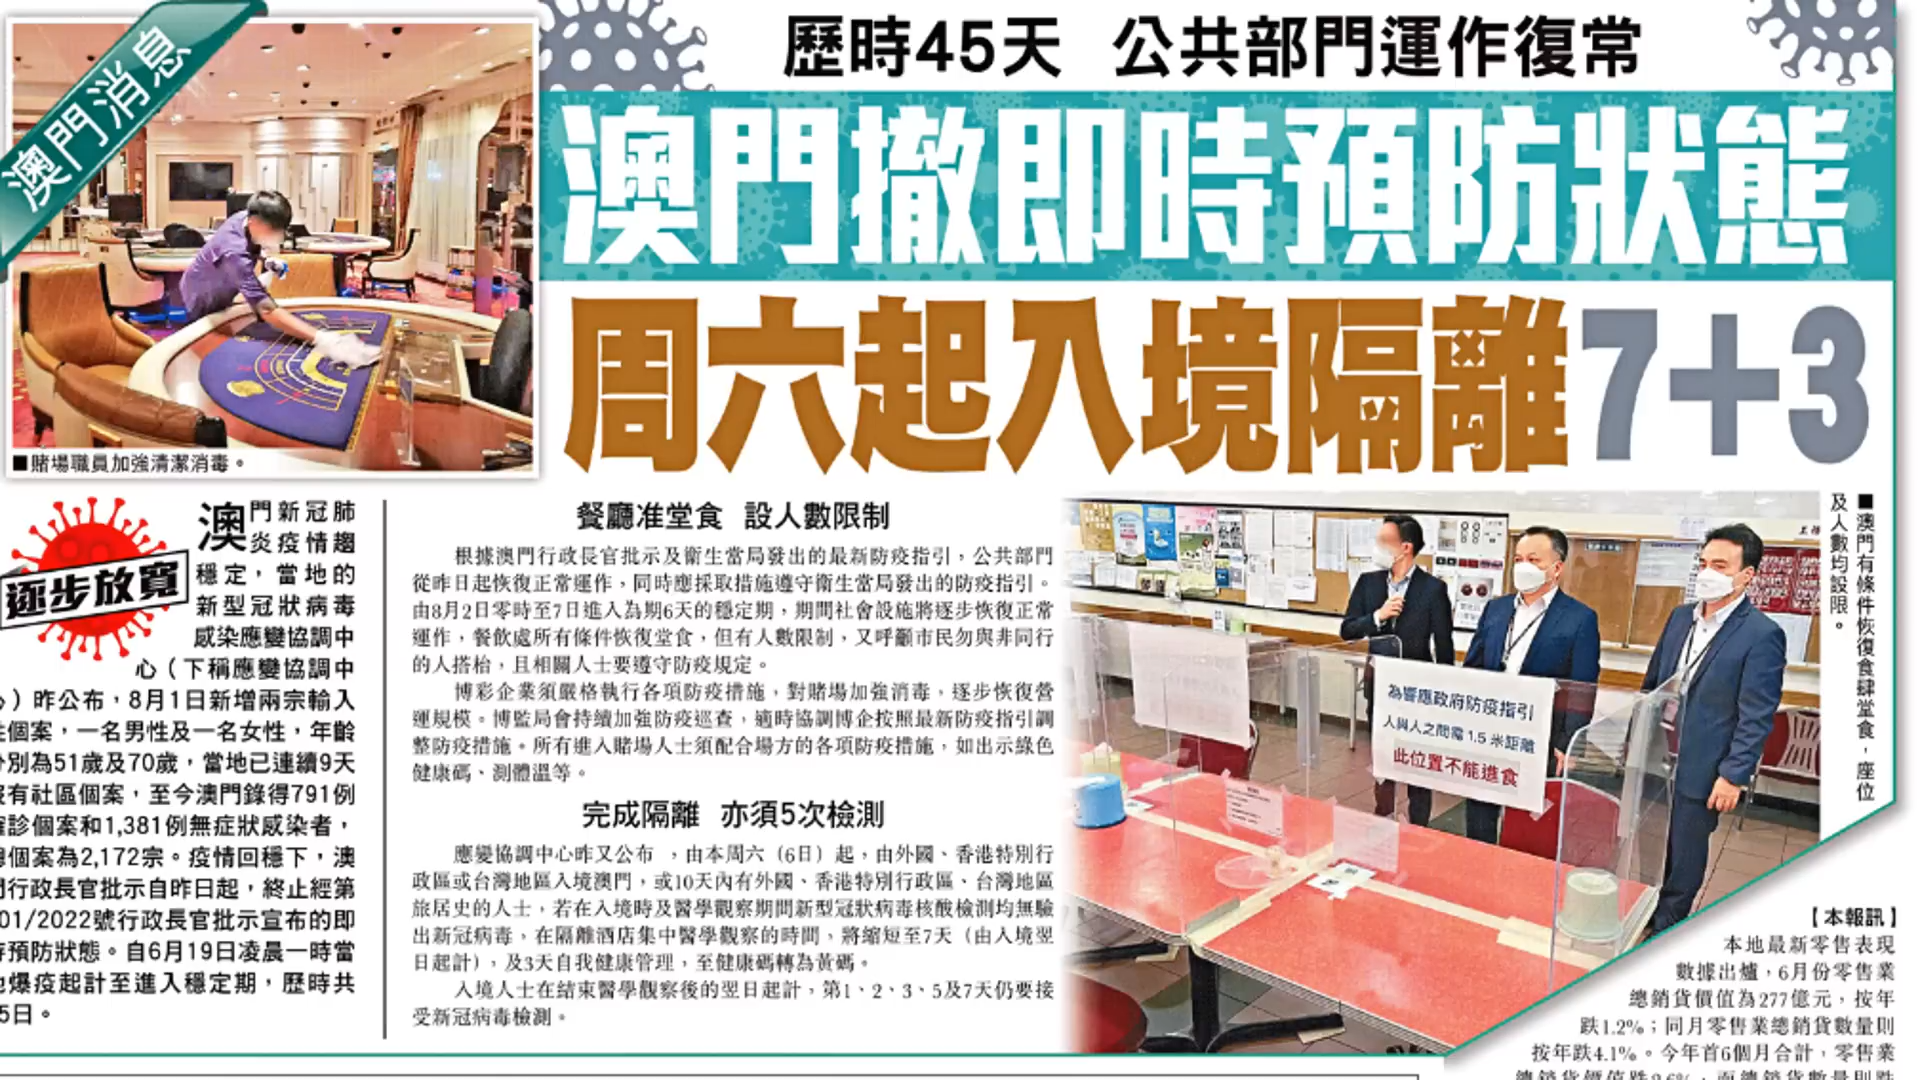 澳門消息
歷時45天 公共部門運作復常
澳門撤即時預防狀態
周六起入境隔離7+3
■賭場職員加強清潔消毒。
逐步放寬
澳門新冠肺
炎疫情趨
穩定，當地的
新型冠狀病毒
感染應變協調中
心（下稱應變協調中
）昨公布，8月1日新增兩宗輸入
個案，一名男性及一名女性，年齡
別為51歲及70歲，當地已連續9天
有社區個案，至今澳門錄得791例
診個案和1,381例無症狀感染者，
個案為2,172宗。疫情回穩下，澳
行政長官批示自昨日起，終止經第
01/2022號行政長官批示宣布的即
預防狀態。自6月19日凌晨一時當
爆疫起計至進入穩定期，歷時共
5日。
餐廳准堂食 設人數限制
根據澳門行政長官批示及衛生當局發出的最新防疫指引，公共部門
從昨日起恢復正常運作，同時應採取措施遵守衛生當局發出的防疫指引。
由8月2日零時至7日進入為期6天的穩定期，期間社會設施將逐步恢復正常
運作，餐飲處所有條件恢復堂食，但有人數限制，又呼籲市民勿與非同行
的人搭枱，且相關人士要遵守防疫規定。
博彩企業須嚴格執行各項防疫措施，對賭場加強消毒，逐步恢復營
運規模。博監局會持續加強防疫巡查，適時協調博企按照最新防疫指引調
整防疫措施。所有進入賭場人士須配合場方的各項防疫措施，如出示綠色
健康碼、測體溫等。
完成隔離 亦須5次檢測
應變協調中心昨又公布 ，由本周六（6日）起，由外國、香港特別行
政區或台灣地區入境澳門，或10天內有外國、香港特別行政區、台灣地區
旅居史的人士，若在入境時及醫學觀察期間新型冠狀病毒核酸檢測均無驗
出新冠病毒，在隔離酒店集中醫學觀察的時間，將縮短至7天（由入境翌
日起計），及3天自我健康管理，至健康碼轉為黃碼。
入境人士在結束醫學觀察後的翌日起計，第1、2、3、5及7天仍要接
受新冠病毒檢測。
■澳門有條件恢復食肆堂食，座位
及人數均設限。
為響應政府防疫指引
人與人之間需1.5米距離
此位置不能進食
【本報訊】
本地最新零售表現
數據出爐，6月份零售業
總銷貨價值為277億元，按年
跌1.2%；同月零售業總銷貨數量則
按年跌4.1%。今年首6個月合計，零售業